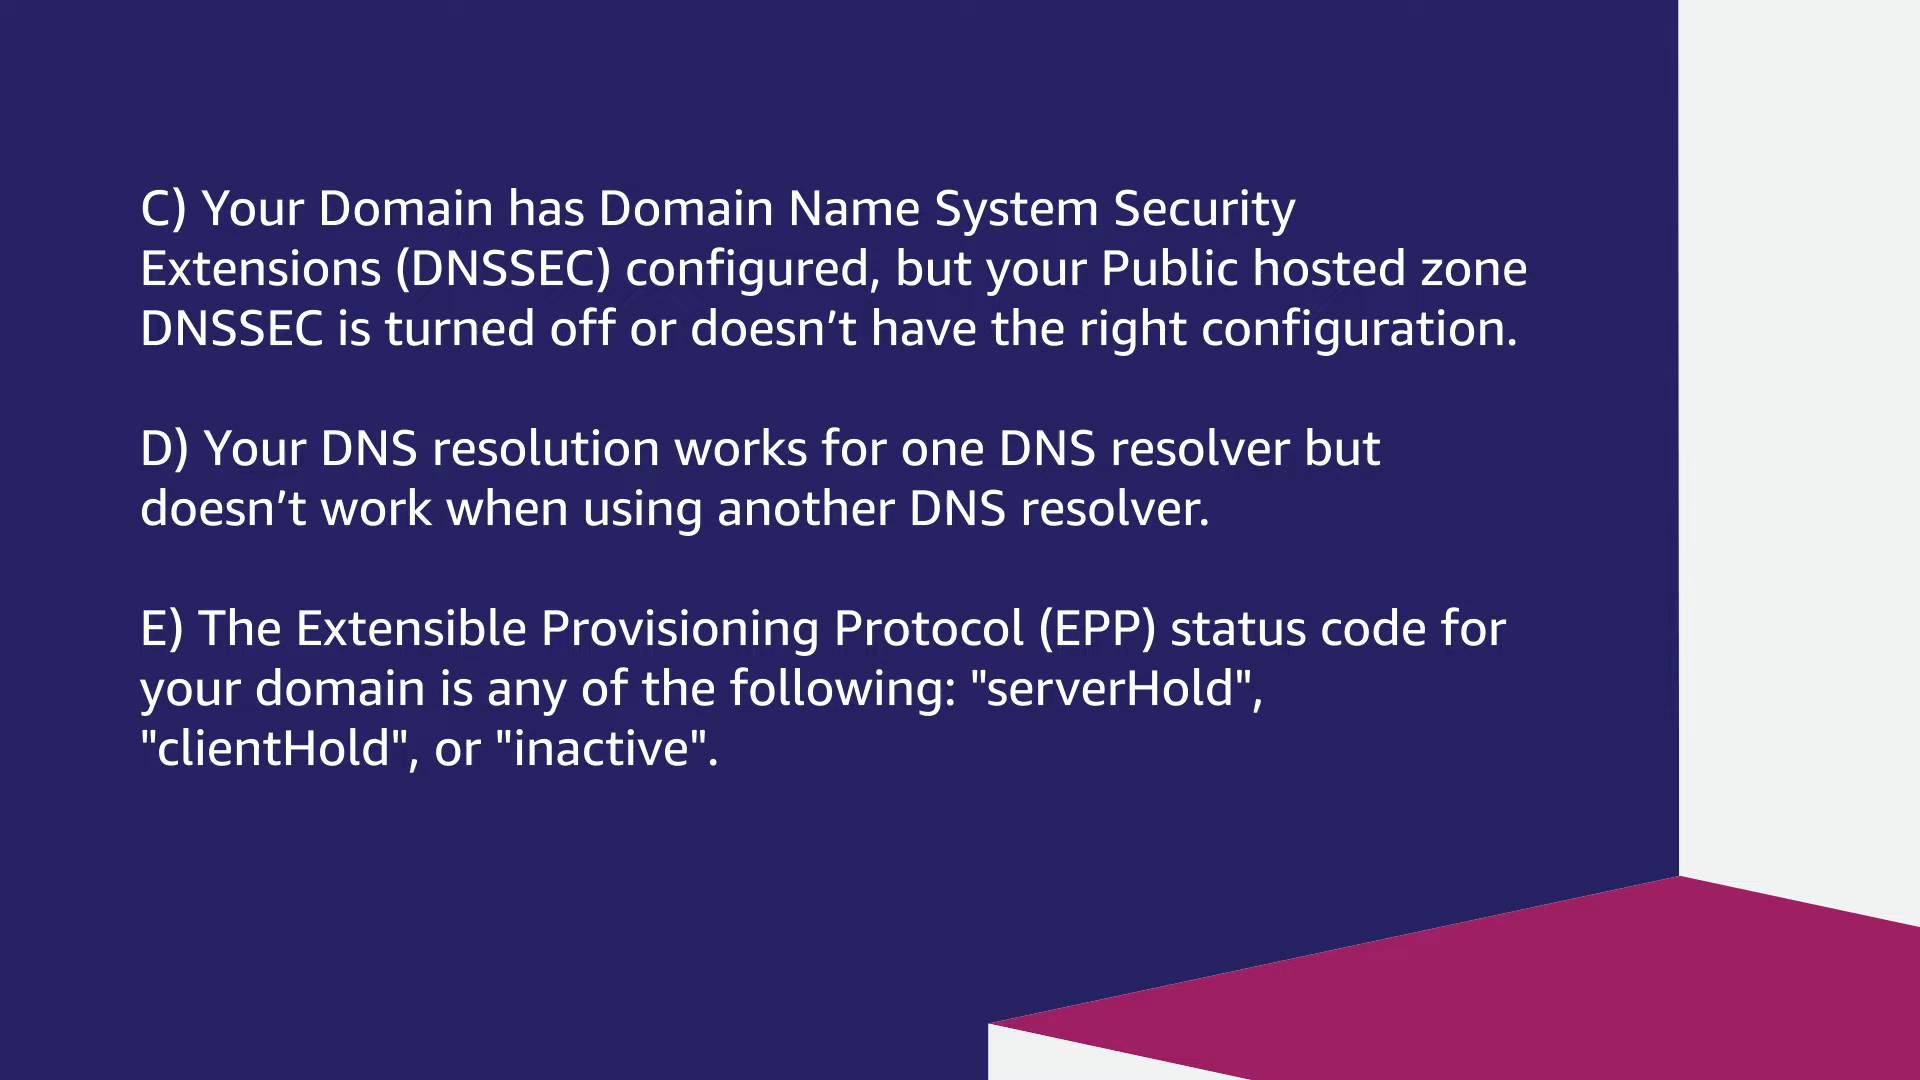 C) Your Domain has Domain Name System Security
Extensions (DNSSEC) configured, but your Public hosted zone
DNSSEC is turned off or doesn’t have the right configuration.
D) Your DNS resolution works for one DNS resolver but
doesn’t work when using another DNS resolver.
E) The Extensible Provisioning Protocol (EPP) status code for
your domain is any of the following: "serverHold",
"clientHold", or "inactive".